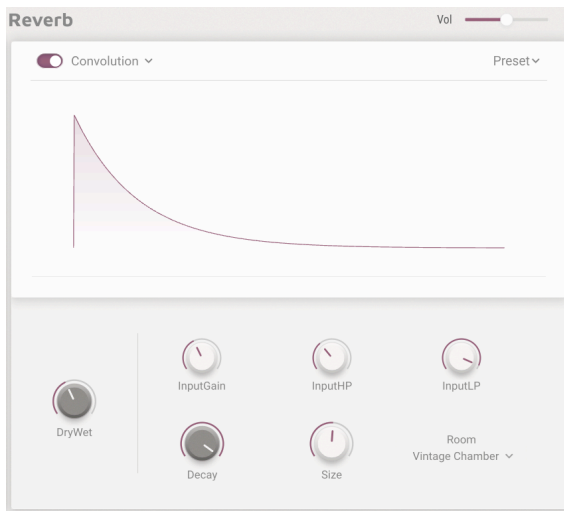 Reverb
Vol
Convolution
Preset
InputGain
InputHP
InputLP
DryWet
Decay
Size
Room
Vintage Chamber